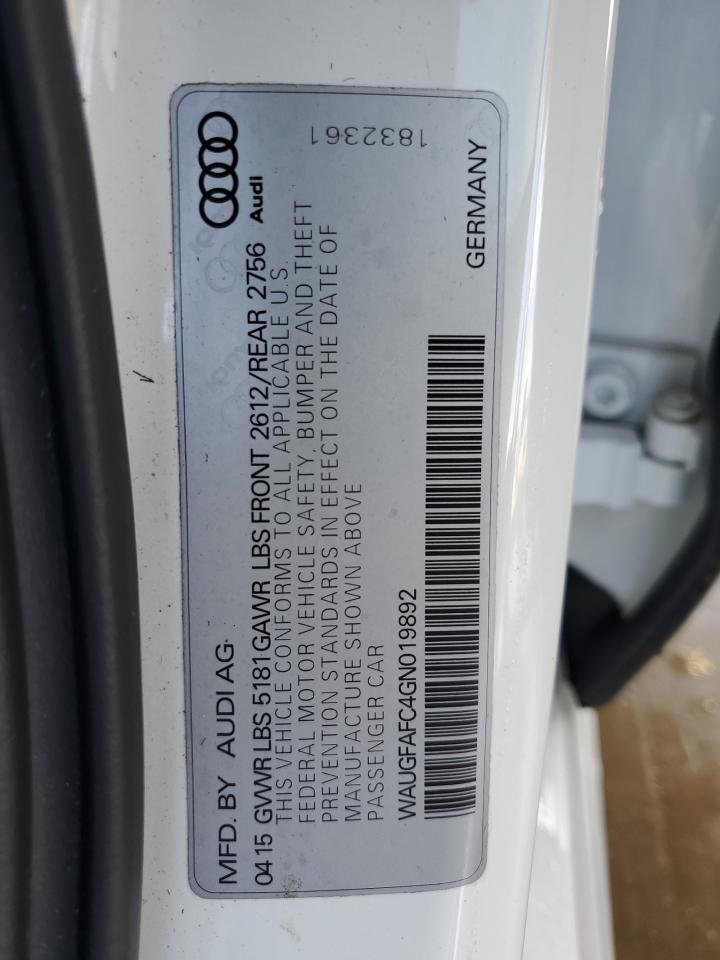 MFD. BY AUDI AG
Audi
0415 GVWR LBS 5181 GAWR LBS FRONT 2612/REAR 2756
THIS VEHICLE CONFORMS TO ALL APPLICABLE U.S.
FEDERAL MOTOR VEHICLE SAFETY, BUMPER AND THEFT
PREVENTION STANDARDS IN EFFECT ON THE DATE OF
MANUFACTURE SHOWN ABOVE
PASSENGER CAR
1832361
WAUGFAFC4GN019892
GERMANY